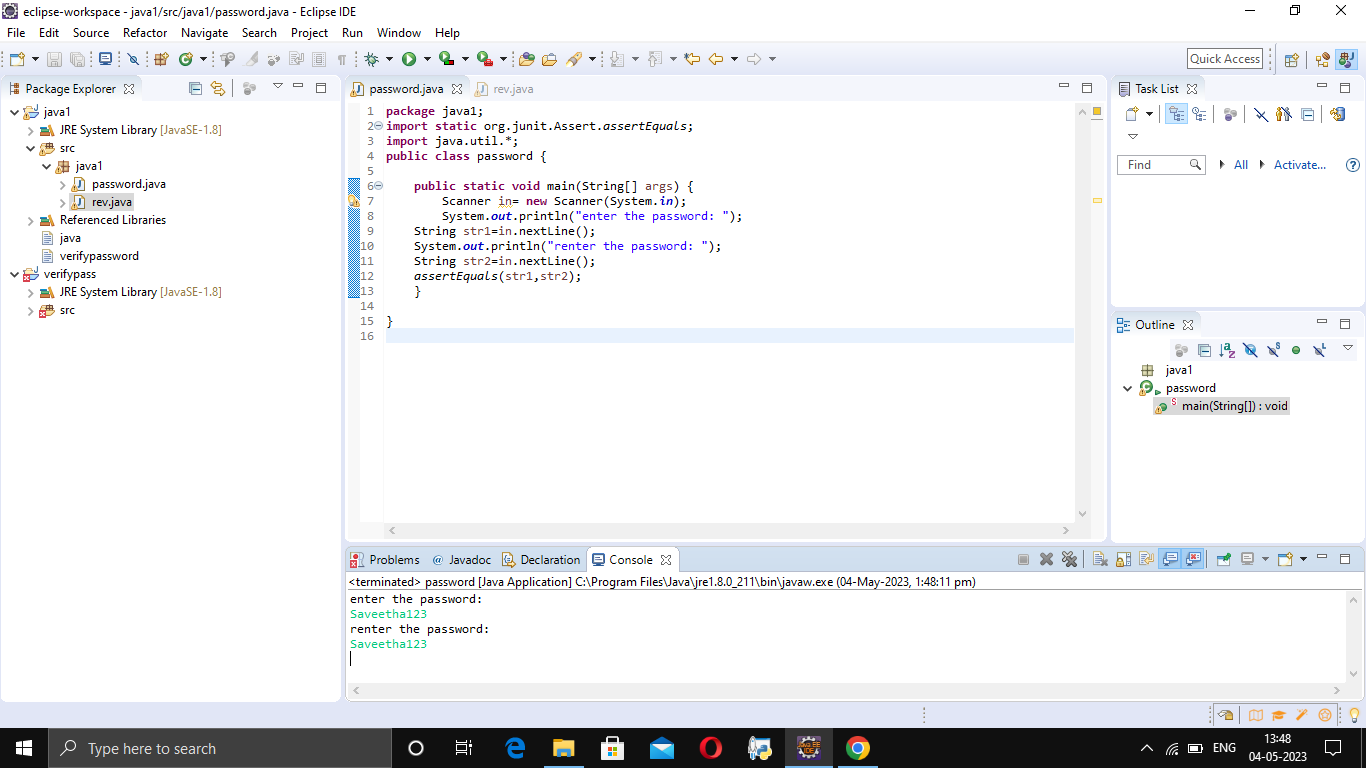 eclipse-workspace - java1/src/java1/password.java - Eclipse IDE
File Edit Source Refactor Navigate Search Project Run Window Help
Quick Access
Package Explorer
java1
JRE System Library [JavaSE-1.8]
src
java1
password.java
rev.java
Referenced Libraries
java
verifypassword
verifypass
JRE System Library [JavaSE-1.8]
src
password.java rev.java
1 package java1;
2 import static org.junit.Assert.assertEquals;
3 import java.util.*;
4 public class password {
5
6 public static void main(String[] args) {
7 Scanner in= new Scanner(System.in);
8 System.out.println("enter the password: ");
9 String str1=in.nextLine();
10 System.out.println("renter the password: ");
11 String str2=in.nextLine();
12 assertEquals(str1,str2);
13 }
14
15 }
16
Task List
Find All Activate...
Outline
java1
password
main(String[]) : void
Problems @ Javadoc Declaration Console
<terminated> password [Java Application] C:\Program Files\Java\jre1.8.0_211\bin\javaw.exe (04-May-2023, 1:48:11 pm)
enter the password:
Saveetha123
renter the password:
Saveetha123
Type here to search
Java EE
IDE
ENG
13:48
04-05-2023